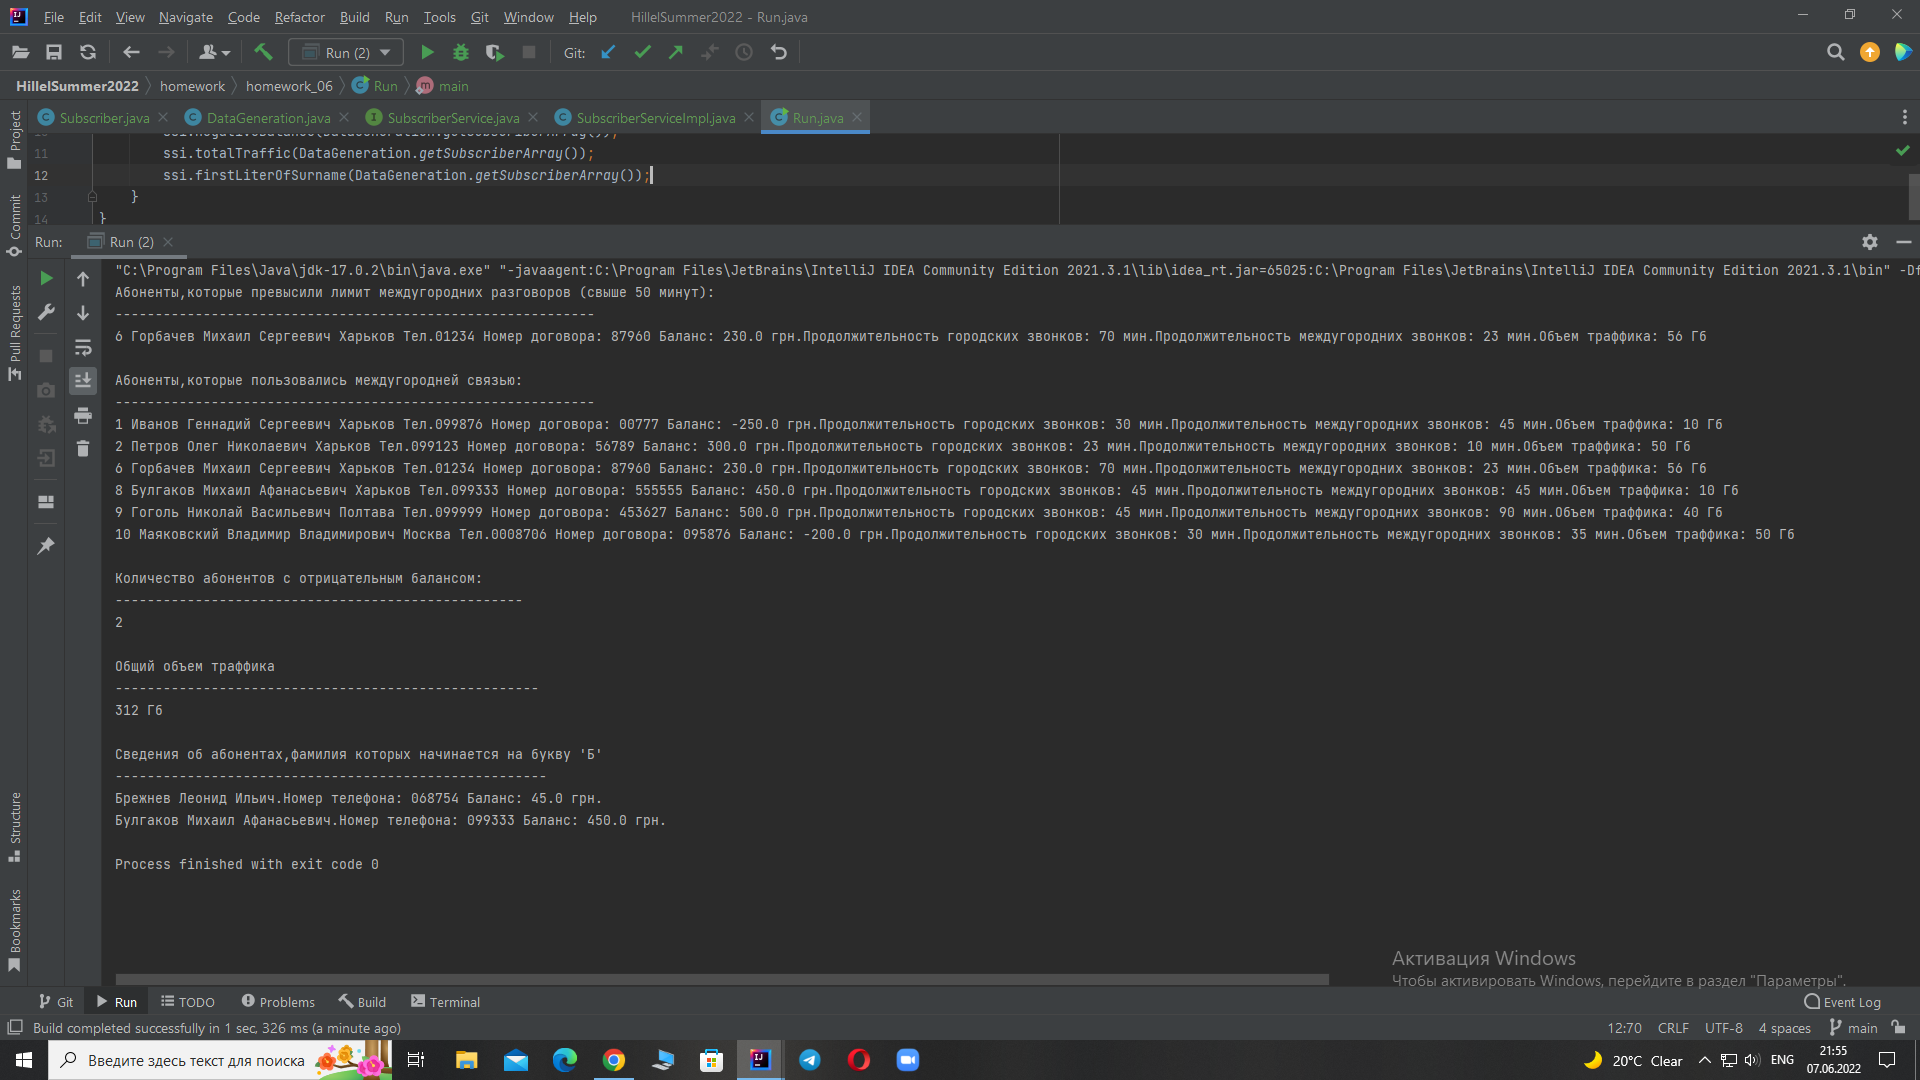 File Edit View Navigate Code Refactor Build Run Tools Git Window Help HillelSummer2022 - Run.java
Run (2) Git:
HillelSummer2022 homework homework_06 Run main
Subscriber.java DataGeneration.java SubscriberService.java SubscriberServiceImpl.java Run.java
11 ssi.totalTraffic(DataGeneration.getSubscriberArray());
12 ssi.firstLiterOfSurname(DataGeneration.getSubscriberArray());
13 }
14 }
Run: Run (2)
"C:\Program Files\Java\jdk-17.0.2\bin\java.exe" "-javaagent:C:\Program Files\JetBrains\IntelliJ IDEA Community Edition 2021.3.1\lib\idea_rt.jar=65025:C:\Program Files\JetBrains\IntelliJ IDEA Community Edition 2021.3.1\bin" -Df
Абоненты,которые превысили лимит междугородних разговоров (свыше 50 минут):
------------------------------------------------------------
6 Горбачев Михаил Сергеевич Харьков Тел.01234 Номер договора: 87960 Баланс: 230.0 грн.Продолжительность городских звонков: 70 мин.Продолжительность междугородних звонков: 23 мин.Объем траффика: 56 Гб
Абоненты,которые пользовались междугородней связью:
------------------------------------------------------------
1 Иванов Геннадий Сергеевич Харьков Тел.099876 Номер договора: 00777 Баланс: -250.0 грн.Продолжительность городских звонков: 30 мин.Продолжительность междугородних звонков: 45 мин.Объем траффика: 10 Гб
2 Петров Олег Николаевич Харьков Тел.099123 Номер договора: 56789 Баланс: 300.0 грн.Продолжительность городских звонков: 23 мин.Продолжительность междугородних звонков: 10 мин.Объем траффика: 50 Гб
6 Горбачев Михаил Сергеевич Харьков Тел.01234 Номер договора: 87960 Баланс: 230.0 грн.Продолжительность городских звонков: 70 мин.Продолжительность междугородних звонков: 23 мин.Объем траффика: 56 Гб
8 Булгаков Михаил Афанасьевич Харьков Тел.099333 Номер договора: 555555 Баланс: 450.0 грн.Продолжительность городских звонков: 45 мин.Продолжительность междугородних звонков: 45 мин.Объем траффика: 10 Гб
9 Гоголь Николай Васильевич Полтава Тел.099999 Номер договора: 453627 Баланс: 500.0 грн.Продолжительность городских звонков: 45 мин.Продолжительность междугородних звонков: 90 мин.Объем траффика: 40 Гб
10 Маяковский Владимир Владимирович Москва Тел.0008706 Номер договора: 095876 Баланс: -200.0 грн.Продолжительность городских звонков: 30 мин.Продолжительность междугородних звонков: 35 мин.Объем траффика: 50 Гб
Количество абонентов с отрицательным балансом:
---------------------------------------------------
2
Общий объем траффика
-----------------------------------------------------
312 Гб
Сведения об абонентах,фамилия которых начинается на букву 'Б'
------------------------------------------------------
Брежнев Леонид Ильич.Номер телефона: 068754 Баланс: 45.0 грн.
Булгаков Михаил Афанасьевич.Номер телефона: 099333 Баланс: 450.0 грн.
Process finished with exit code 0
Project
Commit
Pull Requests
Structure
Bookmarks
Активация Windows
Чтобы активировать Windows, перейдите в раздел "Параметры".
Git Run TODO Problems Build Terminal Event Log
Build completed successfully in 1 sec, 326 ms (a minute ago) 12:70 CRLF UTF-8 4 spaces main
Введите здесь текст для поиска 20°C Clear ENG 21:55
07.06.2022